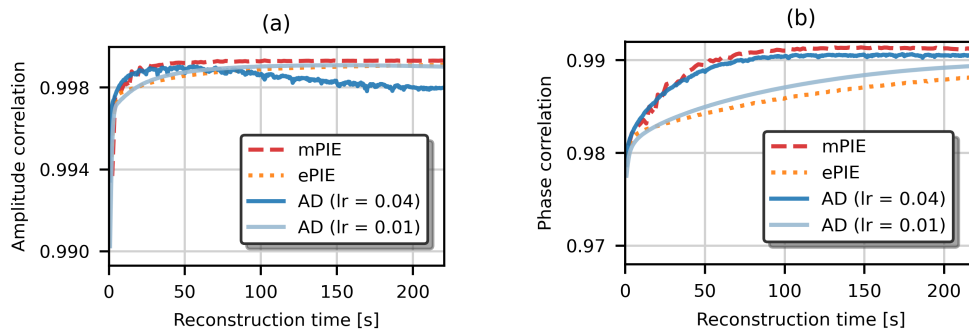 (a)
Amplitude correlation
0.998
0.994
0.990
mPIE
ePIE
AD (lr = 0.04)
AD (lr = 0.01)
0
50
100
150
200
Reconstruction time [s]
(b)
Phase correlation
0.99
0.98
0.97
mPIE
ePIE
AD (lr = 0.04)
AD (lr = 0.01)
0
50
100
150
200
Reconstruction time [s]